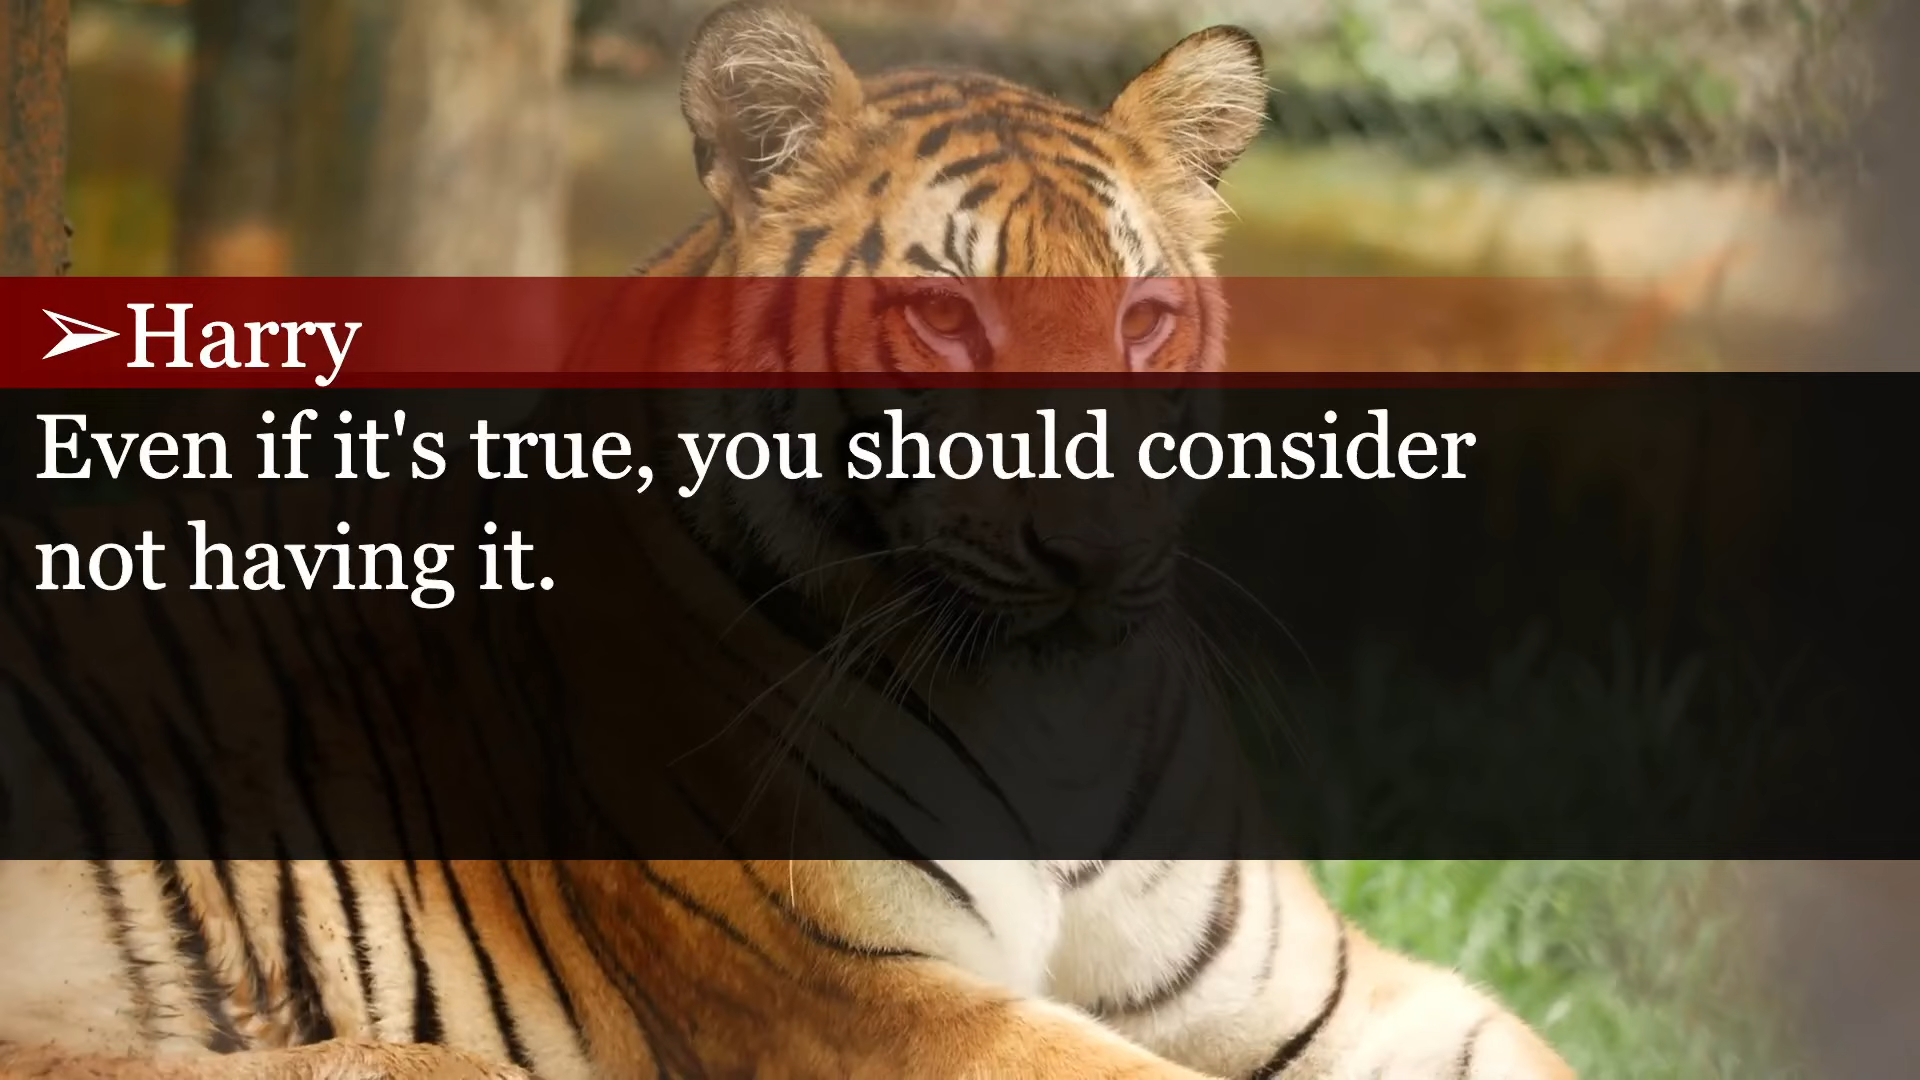 ➢Harry
Even if it's true, you should consider
not having it.